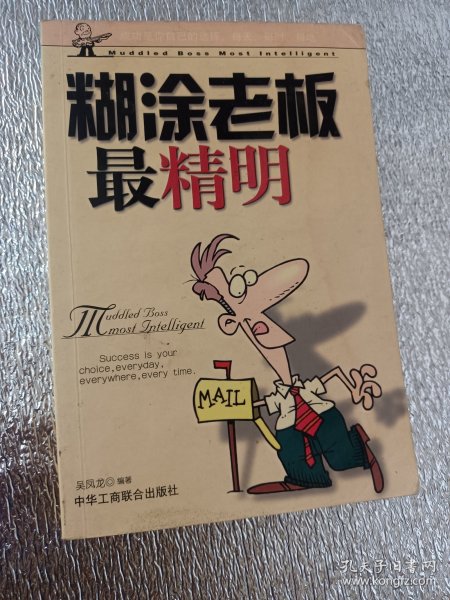 Muddled Boss Most Intelligent
糊涂老板
最精明
Muddled Boss
most Intelligent
Success is your
choice,everyday,
everywhere,every time.
MAIL
吴凤龙◎编著
中华工商联合出版社
孔夫子旧书网
www.kongfz.com